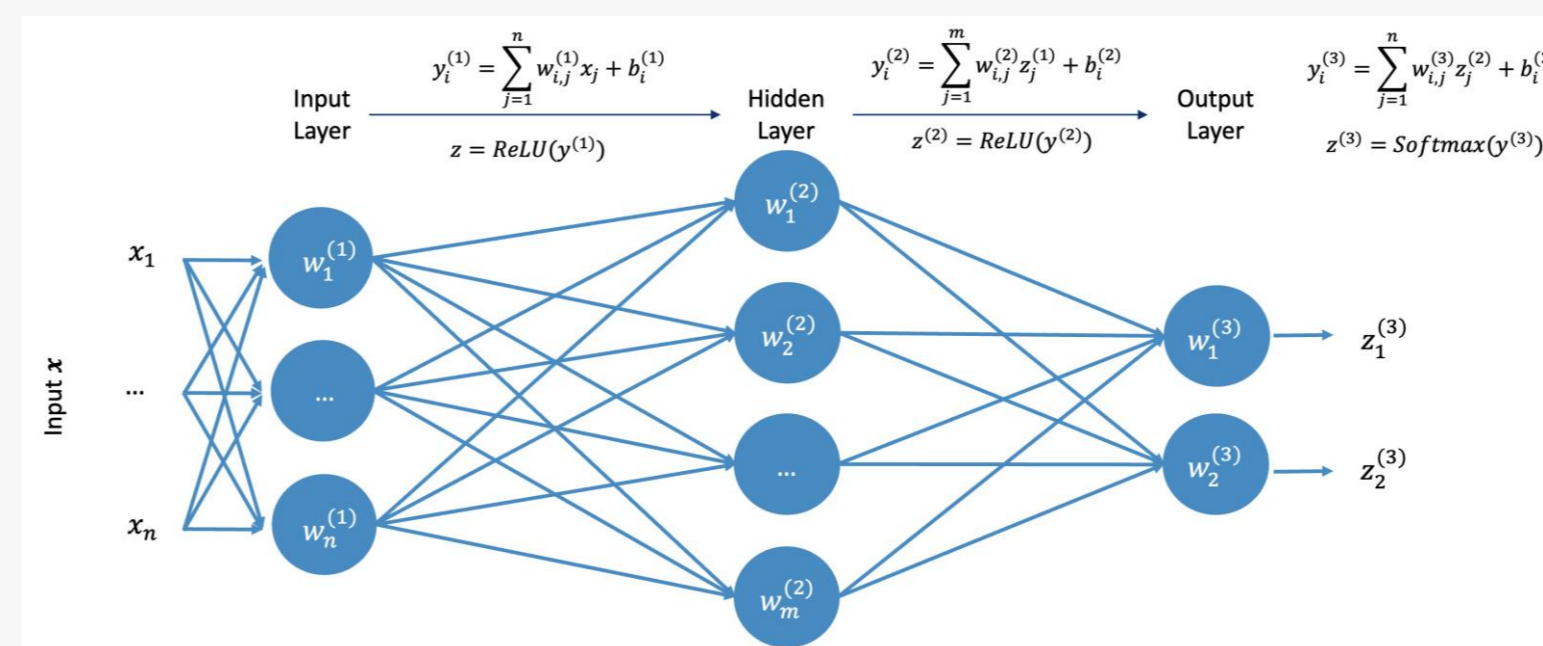 y_i^{(1)} = \sum_{j=1}^{n} w_{i,j}^{(1)} x_j + b_i^{(1)}
y_i^{(2)} = \sum_{j=1}^{m} w_{i,j}^{(2)} z_j^{(1)} + b_i^{(2)}
y_i^{(3)} = \sum_{j=1}^{n} w_{i,j}^{(3)} z_j^{(2)} + b_i
Input
Layer
Hidden
Layer
Output
Layer
z = ReLU(y^{(1)})
z^{(2)} = ReLU(y^{(2)})
z^{(3)} = Softmax(y^{(3)})
Input x
x_1
...
x_n
w_1^{(1)}
...
w_n^{(1)}
w_1^{(2)}
w_2^{(2)}
...
w_m^{(2)}
w_1^{(3)}
w_2^{(3)}
z_1^{(3)}
z_2^{(3)}